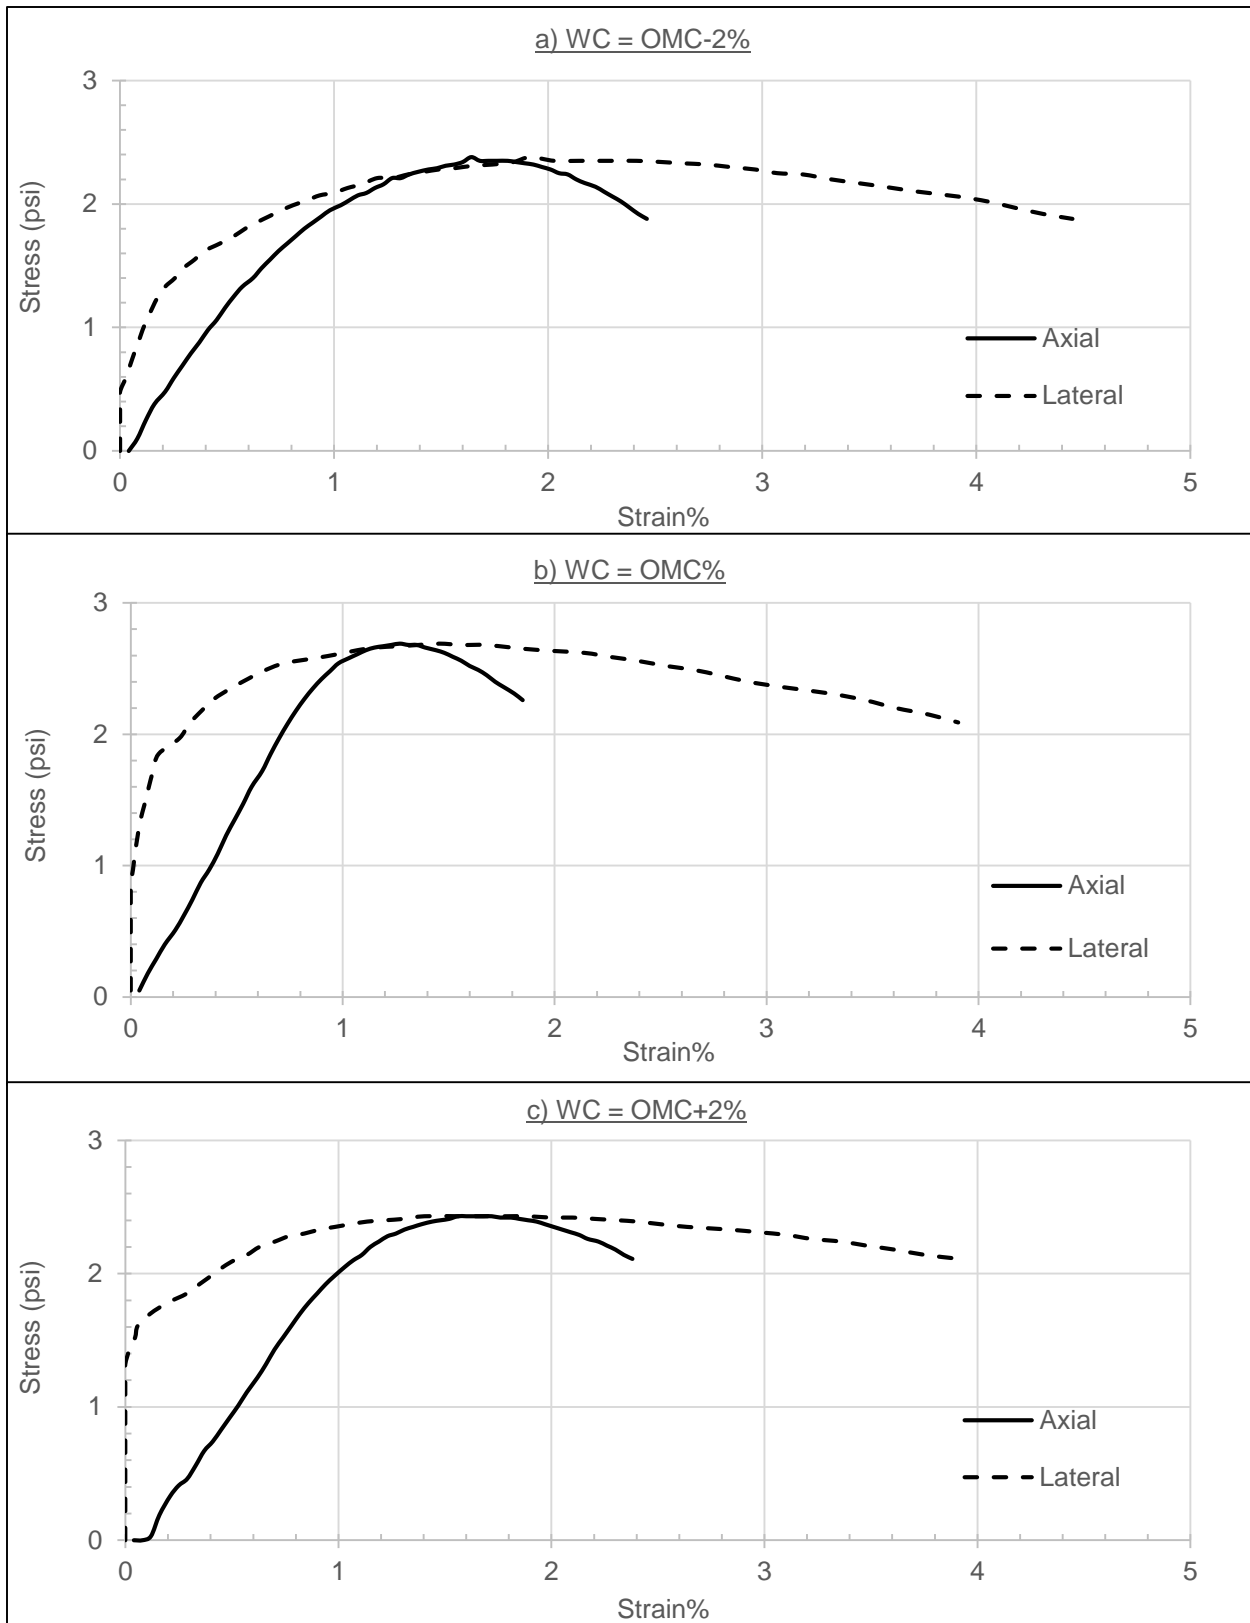 a) WC = OMC-2%
3
2
1
0
Stress (psi)
Axial
Lateral
0 1 2 3 4 5
Strain%
b) WC = OMC%
3
2
1
0
Stress (psi)
Axial
Lateral
0 1 2 3 4 5
Strain%
c) WC = OMC+2%
3
2
1
0
Stress (psi)
Axial
Lateral
0 1 2 3 4 5
Strain%